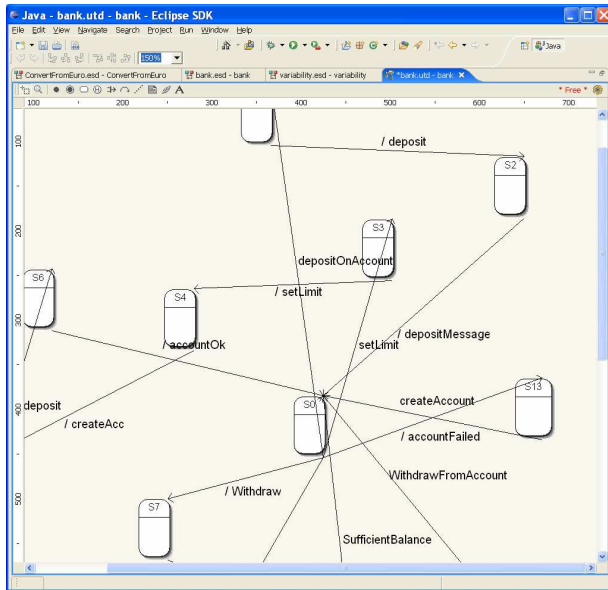 Java - bank.utd - bank - Eclipse SDK
File Edit View Navigate Search Project Run Window Help
150%
Java
ConvertFromEuro.esd - ConvertFromEuro
bank.esd - bank
variability.esd - variability
*bank.utd - bank
A
* Free *
100 200 300 400 500 600 700
100
200
300
400
500
/ deposit
S2
S3
depositOnAccount
S6
S4
/ setLimit
/ depositMessage
/ accountOk
setLimit
S13
deposit
S0
createAccount
/ createAcc
/ accountFailed
WithdrawFromAccount
/ Withdraw
S7
SufficientBalance